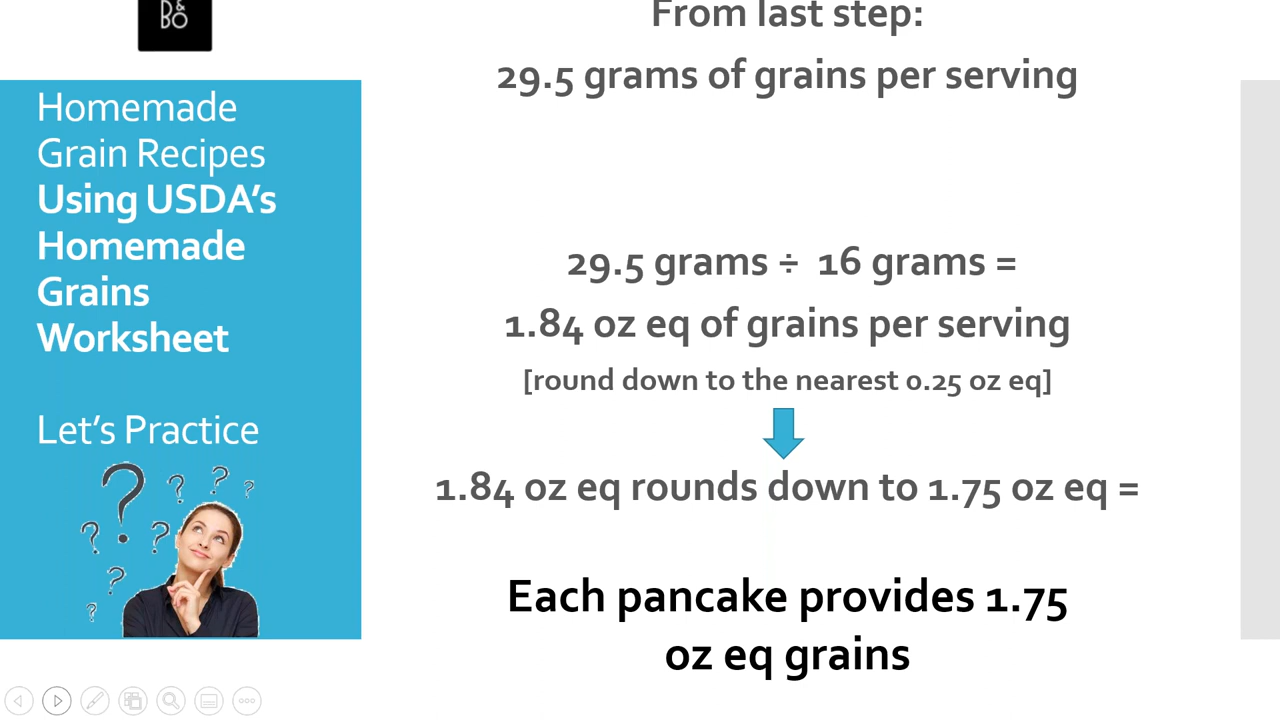 B&
BO
From last step:
29.5 grams of grains per serving
Homemade
Grain Recipes
Using USDA's
Homemade
Grains
Worksheet
Let's Practice
? ? ? ?
? ?
?
?
29.5 grams ÷ 16 grams =
1.84 oz eq of grains per serving
[round down to the nearest 0.25 oz eq]
1.84 oz eq rounds down to 1.75 oz eq =
Each pancake provides 1.75
oz eq grains